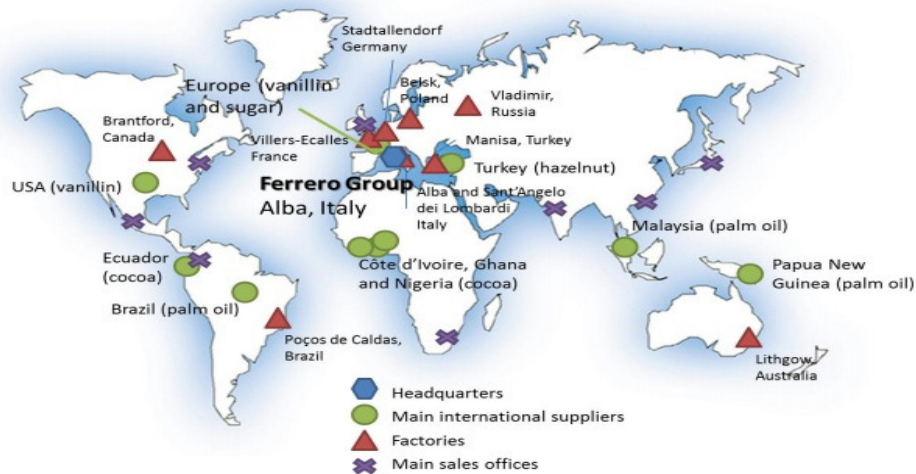 Stadtallendorf
Germany
Europe (vanillin
and sugar)
Belsk,
Poland
Vladimir,
Russia
Brantford,
Canada
Villers-Ecalles
France
Manisa, Turkey
USA (vanillin)
Turkey (hazelnut)
Ferrero Group
Alba, Italy
Alba and Sant'Angelo
dei Lombardi
Italy
Malaysia (palm oil)
Ecuador
(cocoa)
Côte d'Ivoire, Ghana
and Nigeria (cocoa)
Papua New
Guinea (palm oil)
Brazil (palm oil)
Poços de Caldas,
Brazil
Lithgow,
Australia
Headquarters
Main international suppliers
Factories
Main sales offices